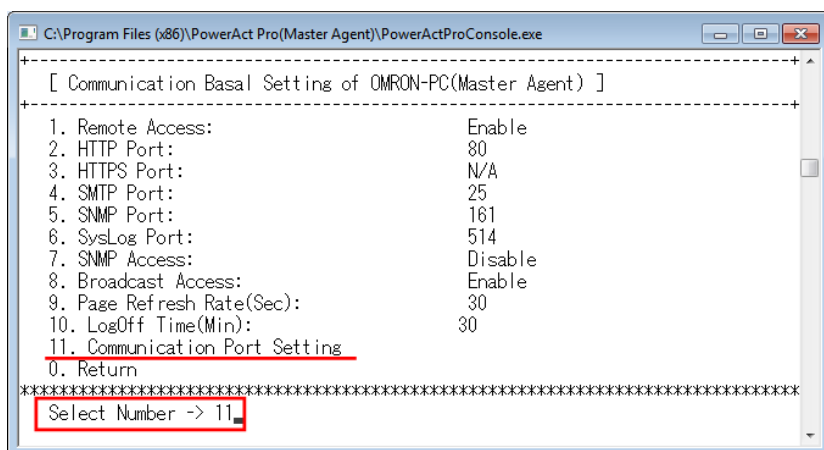 C:\Program Files (x86)\PowerAct Pro(Master Agent)\PowerActProConsole.exe
+------------------------------------------------------------------------------+
[ Communication Basal Setting of OMRON-PC(Master Agent) ]
+------------------------------------------------------------------------------+
1. Remote Access: Enable
2. HTTP Port: 80
3. HTTPS Port: N/A
4. SMTP Port: 25
5. SNMP Port: 161
6. SysLog Port: 514
7. SNMP Access: Disable
8. Broadcast Access: Enable
9. Page Refresh Rate(Sec): 30
10. LogOff Time(Min): 30
11. Communication Port Setting
0. Return
********************************************************************************
Select Number -> 11